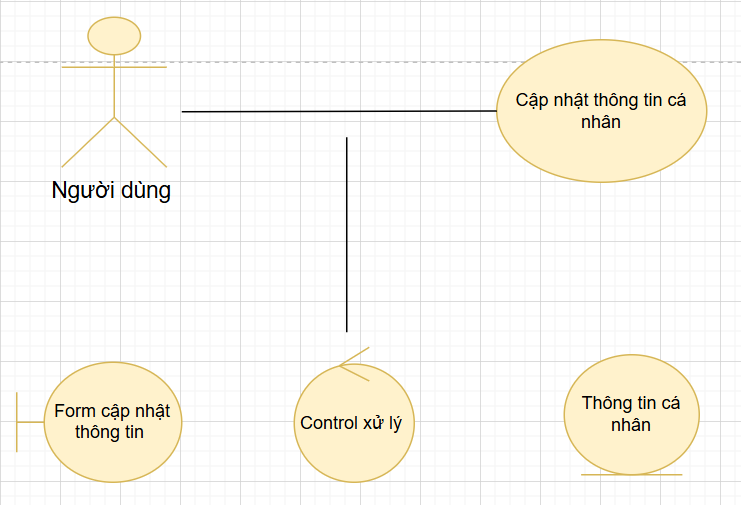 Cập nhật thông tin cá
nhân
Người dùng
Form cập nhật
thông tin
Control xử lý
Thông tin cá
nhân